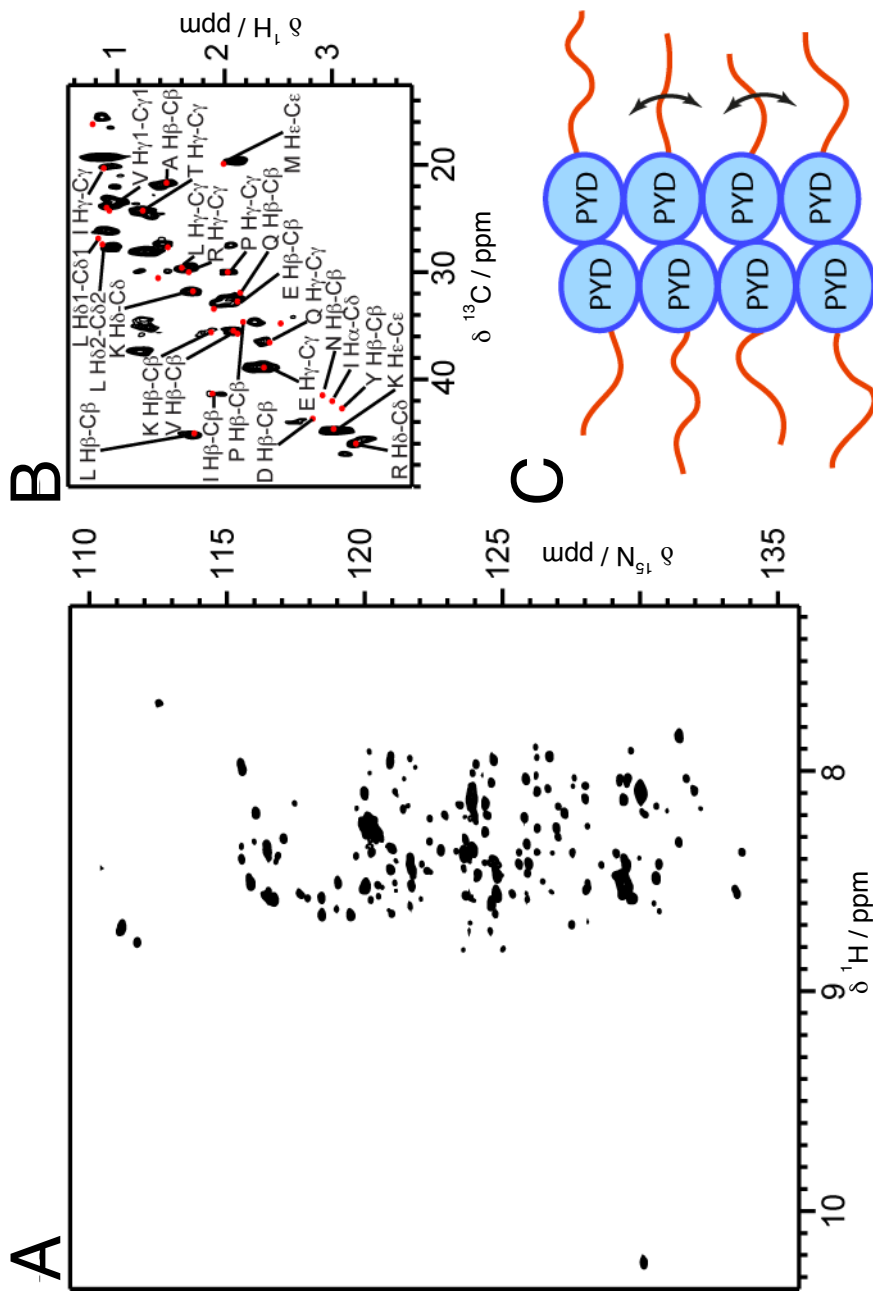 A
110
115
120
125
135
δ ¹⁵N / ppm
8
9
10
δ ¹H / ppm
B
L Hβ-Cβ
K Hβ-Cβ
V Hβ-Cβ
L Hδ2-Cδ2
K Hδ-Cδ
L Hδ1-Cδ1
I Hγ-Cγ
V Hγ1-Cγ1
A Hβ-Cβ
T Hγ-Cγ
L Hγ-Cγ
R Hγ-Cγ
P Hγ-Cγ
Q Hβ-Cβ
M Hε-Cε
I Hβ-Cβ
P Hβ-Cβ
D Hβ-Cβ
E Hγ-Cγ
E Hβ-Cβ
Q Hγ-Cγ
N Hβ-Cβ
I Hα-Cδ
Y Hβ-Cβ
K Hε-Cε
R Hδ-Cδ
1
2
3
δ ¹H / ppm
40
30
20
δ ¹³C / ppm
C
PYD
PYD
PYD
PYD
PYD
PYD
PYD
PYD